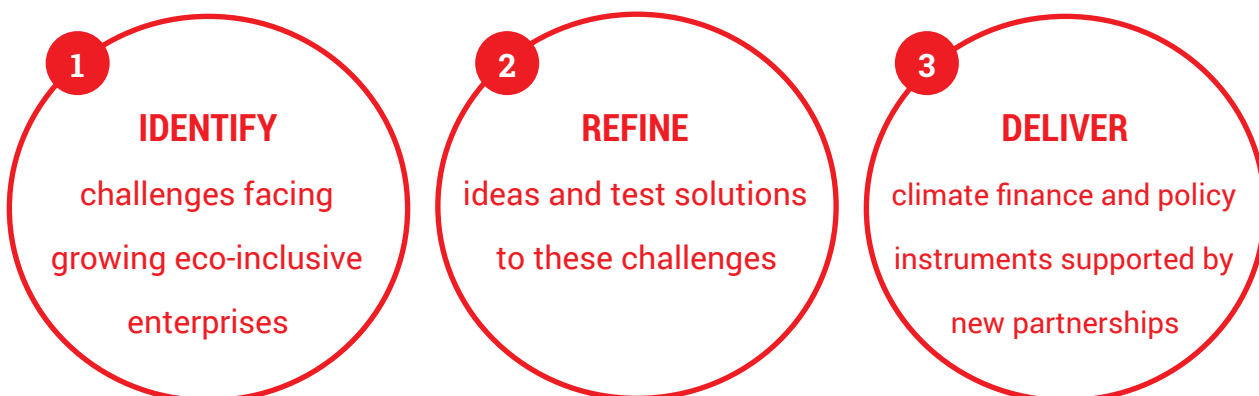 1
IDENTIFY
challenges facing
growing eco-inclusive
enterprises
2
REFINE
ideas and test solutions
to these challenges
3
DELIVER
climate finance and policy
instruments supported by
new partnerships